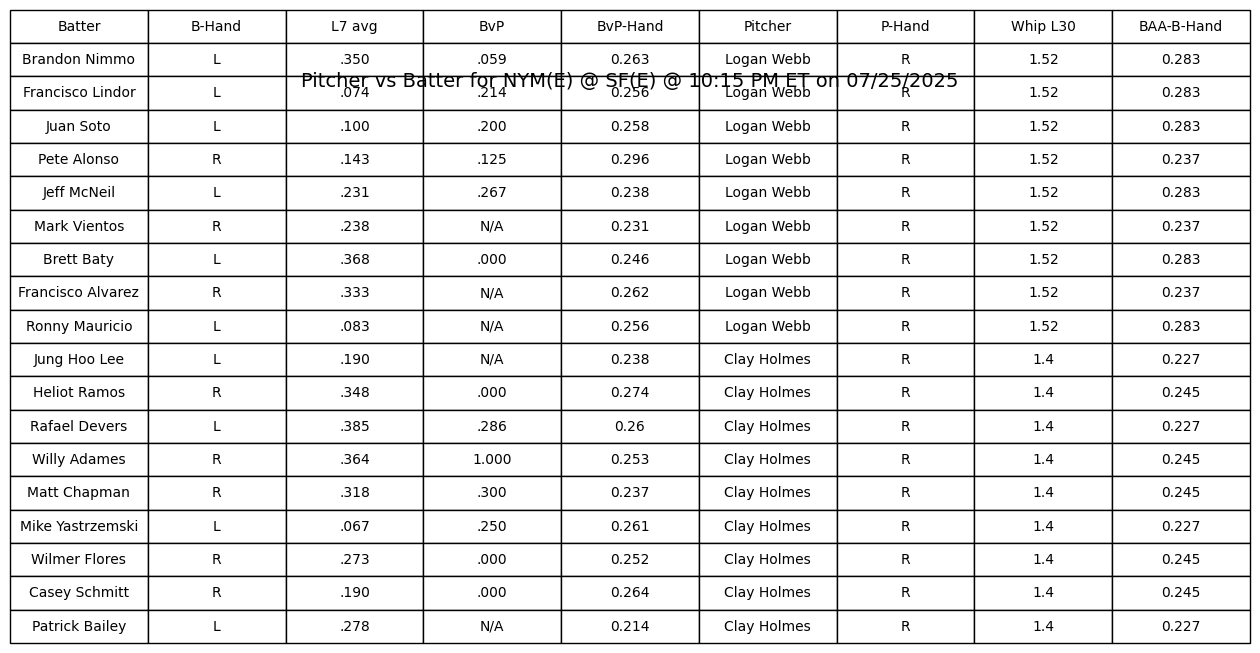 Batter B-Hand L7 avg BvP BvP-Hand Pitcher P-Hand Whip L30 BAA-B-Hand
Brandon Nimmo L .350 .059 0.263 Logan Webb R 1.52 0.283
Pitcher vs Batter for NYM(E) @ SF(E) @ 10:15 PM ET on 07/25/2025
Francisco Lindor L .074 .214 0.256 Logan Webb R 1.52 0.283
Juan Soto L .100 .200 0.258 Logan Webb R 1.52 0.283
Pete Alonso R .143 .125 0.296 Logan Webb R 1.52 0.237
Jeff McNeil L .231 .267 0.238 Logan Webb R 1.52 0.283
Mark Vientos R .238 N/A 0.231 Logan Webb R 1.52 0.237
Brett Baty L .368 .000 0.246 Logan Webb R 1.52 0.283
Francisco Alvarez R .333 N/A 0.262 Logan Webb R 1.52 0.237
Ronny Mauricio L .083 N/A 0.256 Logan Webb R 1.52 0.283
Jung Hoo Lee L .190 N/A 0.238 Clay Holmes R 1.4 0.227
Heliot Ramos R .348 .000 0.274 Clay Holmes R 1.4 0.245
Rafael Devers L .385 .286 0.26 Clay Holmes R 1.4 0.227
Willy Adames R .364 1.000 0.253 Clay Holmes R 1.4 0.245
Matt Chapman R .318 .300 0.237 Clay Holmes R 1.4 0.245
Mike Yastrzemski L .067 .250 0.261 Clay Holmes R 1.4 0.227
Wilmer Flores R .273 .000 0.252 Clay Holmes R 1.4 0.245
Casey Schmitt R .190 .000 0.264 Clay Holmes R 1.4 0.245
Patrick Bailey L .278 N/A 0.214 Clay Holmes R 1.4 0.227